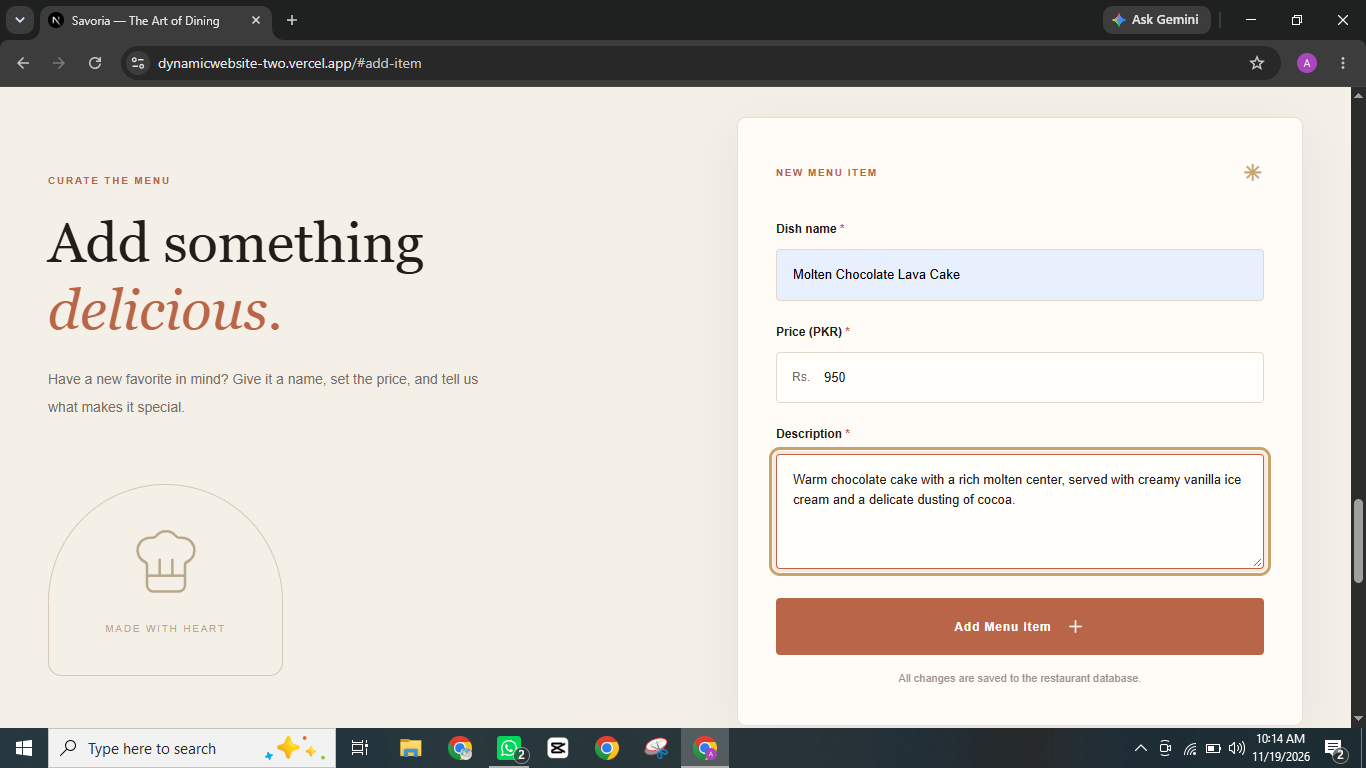 Savoria — The Art of Dining
Ask Gemini
dynamicwebsite-two.vercel.app/#add-item
A
CURATE THE MENU
Add something
delicious.
Have a new favorite in mind? Give it a name, set the price, and tell us
what makes it special.
MADE WITH HEART
NEW MENU ITEM
Dish name *
Molten Chocolate Lava Cake
Price (PKR) *
Rs. 950
Description *
Warm chocolate cake with a rich molten center, served with creamy vanilla ice
cream and a delicate dusting of cocoa.
Add Menu Item +
All changes are saved to the restaurant database.
Type here to search
2
10:14 AM
11/19/2026
2